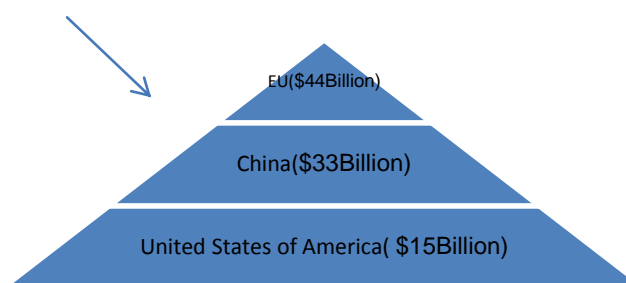 EU($44Billion)
China($33Billion)
United States of America( $15Billion)